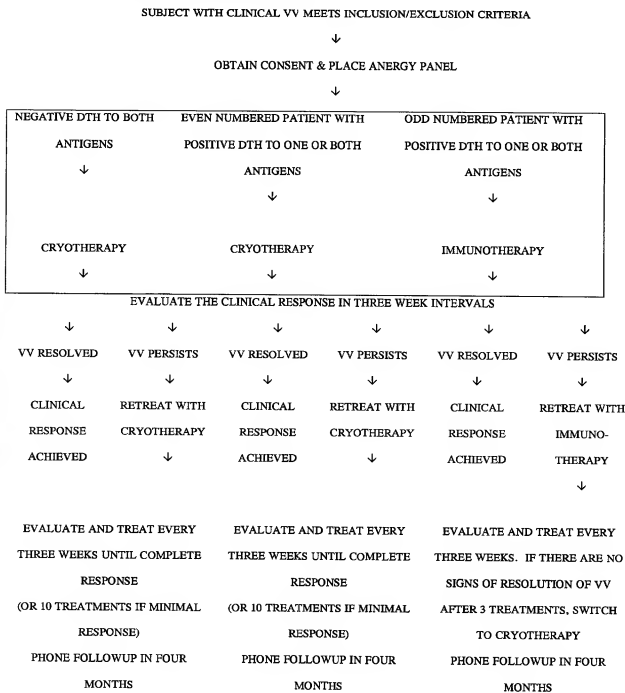 SUBJECT WITH CLINICAL VV MEETS INCLUSION/EXCLUSION CRITERIA
↓
OBTAIN CONSENT & PLACE ANERGY PANEL
↓
NEGATIVE DTH TO BOTH EVEN NUMBERED PATIENT WITH ODD NUMBERED PATIENT WITH
ANTIGENS POSITIVE DTH TO ONE OR BOTH POSITIVE DTH TO ONE OR BOTH
↓ ANTIGENS ANTIGENS
↓ ↓
CRYOTHERAPY CRYOTHERAPY IMMUNOTHERAPY
↓ ↓ ↓
EVALUATE THE CLINICAL RESPONSE IN THREE WEEK INTERVALS
↓ ↓ ↓ ↓ ↓ ↓
VV RESOLVED VV PERSISTS VV RESOLVED VV PERSISTS VV RESOLVED VV PERSISTS
↓ ↓ ↓ ↓ ↓ ↓
CLINICAL RETREAT WITH CLINICAL RETREAT WITH CLINICAL RETREAT WITH
RESPONSE CRYOTHERAPY RESPONSE CRYOTHERAPY RESPONSE IMMUNO-
ACHIEVED ↓ ACHIEVED ↓ ACHIEVED THERAPY
↓
EVALUATE AND TREAT EVERY EVALUATE AND TREAT EVERY EVALUATE AND TREAT EVERY
THREE WEEKS UNTIL COMPLETE THREE WEEKS UNTIL COMPLETE THREE WEEKS. IF THERE ARE NO
RESPONSE RESPONSE SIGNS OF RESOLUTION OF VV
(OR 10 TREATMENTS IF MINIMAL (OR 10 TREATMENTS IF MINIMAL AFTER 3 TREATMENTS, SWITCH
RESPONSE) RESPONSE) TO CRYOTHERAPY
PHONE FOLLOWUP IN FOUR PHONE FOLLOWUP IN FOUR PHONE FOLLOWUP IN FOUR
MONTHS MONTHS MONTHS